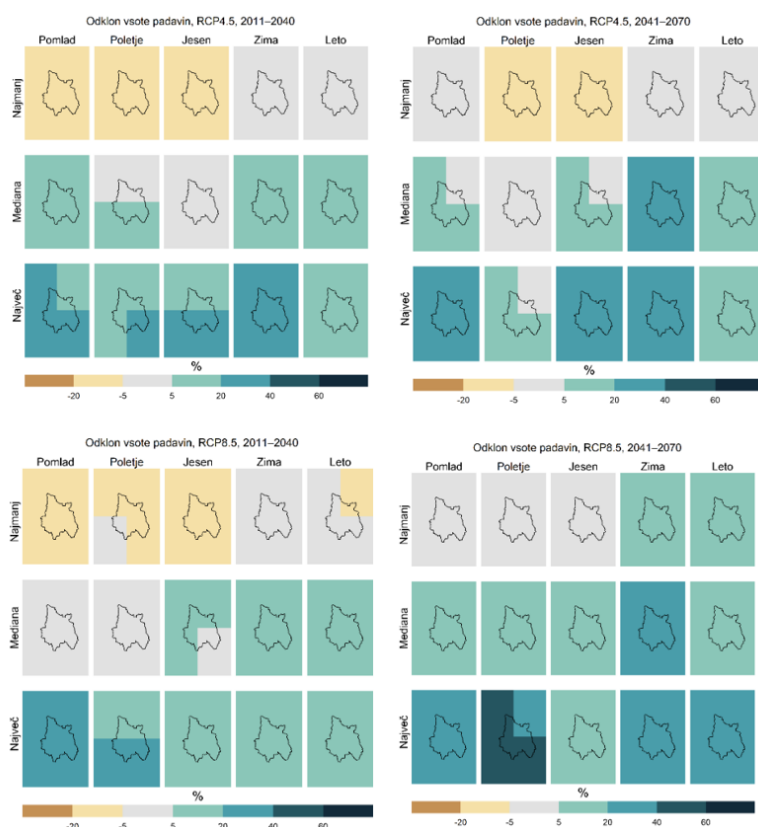 Odklon vsote padavin, RCP4.5, 2011–2040
Pomlad Poletje Jesen Zima Leto
Najmanj
Mediana
Največ
%
-20 -5 5 20 40 60
Odklon vsote padavin, RCP4.5, 2041–2070
Pomlad Poletje Jesen Zima Leto
Najmanj
Mediana
Največ
%
-20 -5 5 20 40 60
Odklon vsote padavin, RCP8.5, 2011–2040
Pomlad Poletje Jesen Zima Leto
Najmanj
Mediana
Največ
%
-20 -5 5 20 40 60
Odklon vsote padavin, RCP8.5, 2041–2070
Pomlad Poletje Jesen Zima Leto
Najmanj
Mediana
Največ
%
-20 -5 5 20 40 60